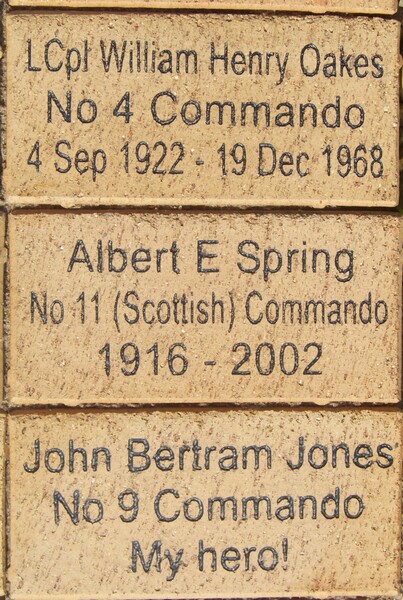 LCpl William Henry Oakes
No 4 Commando
4 Sep 1922 - 19 Dec 1968
Albert E Spring
No 11 (Scottish) Commando
1916 - 2002
John Bertram Jones
No 9 Commando
My hero!